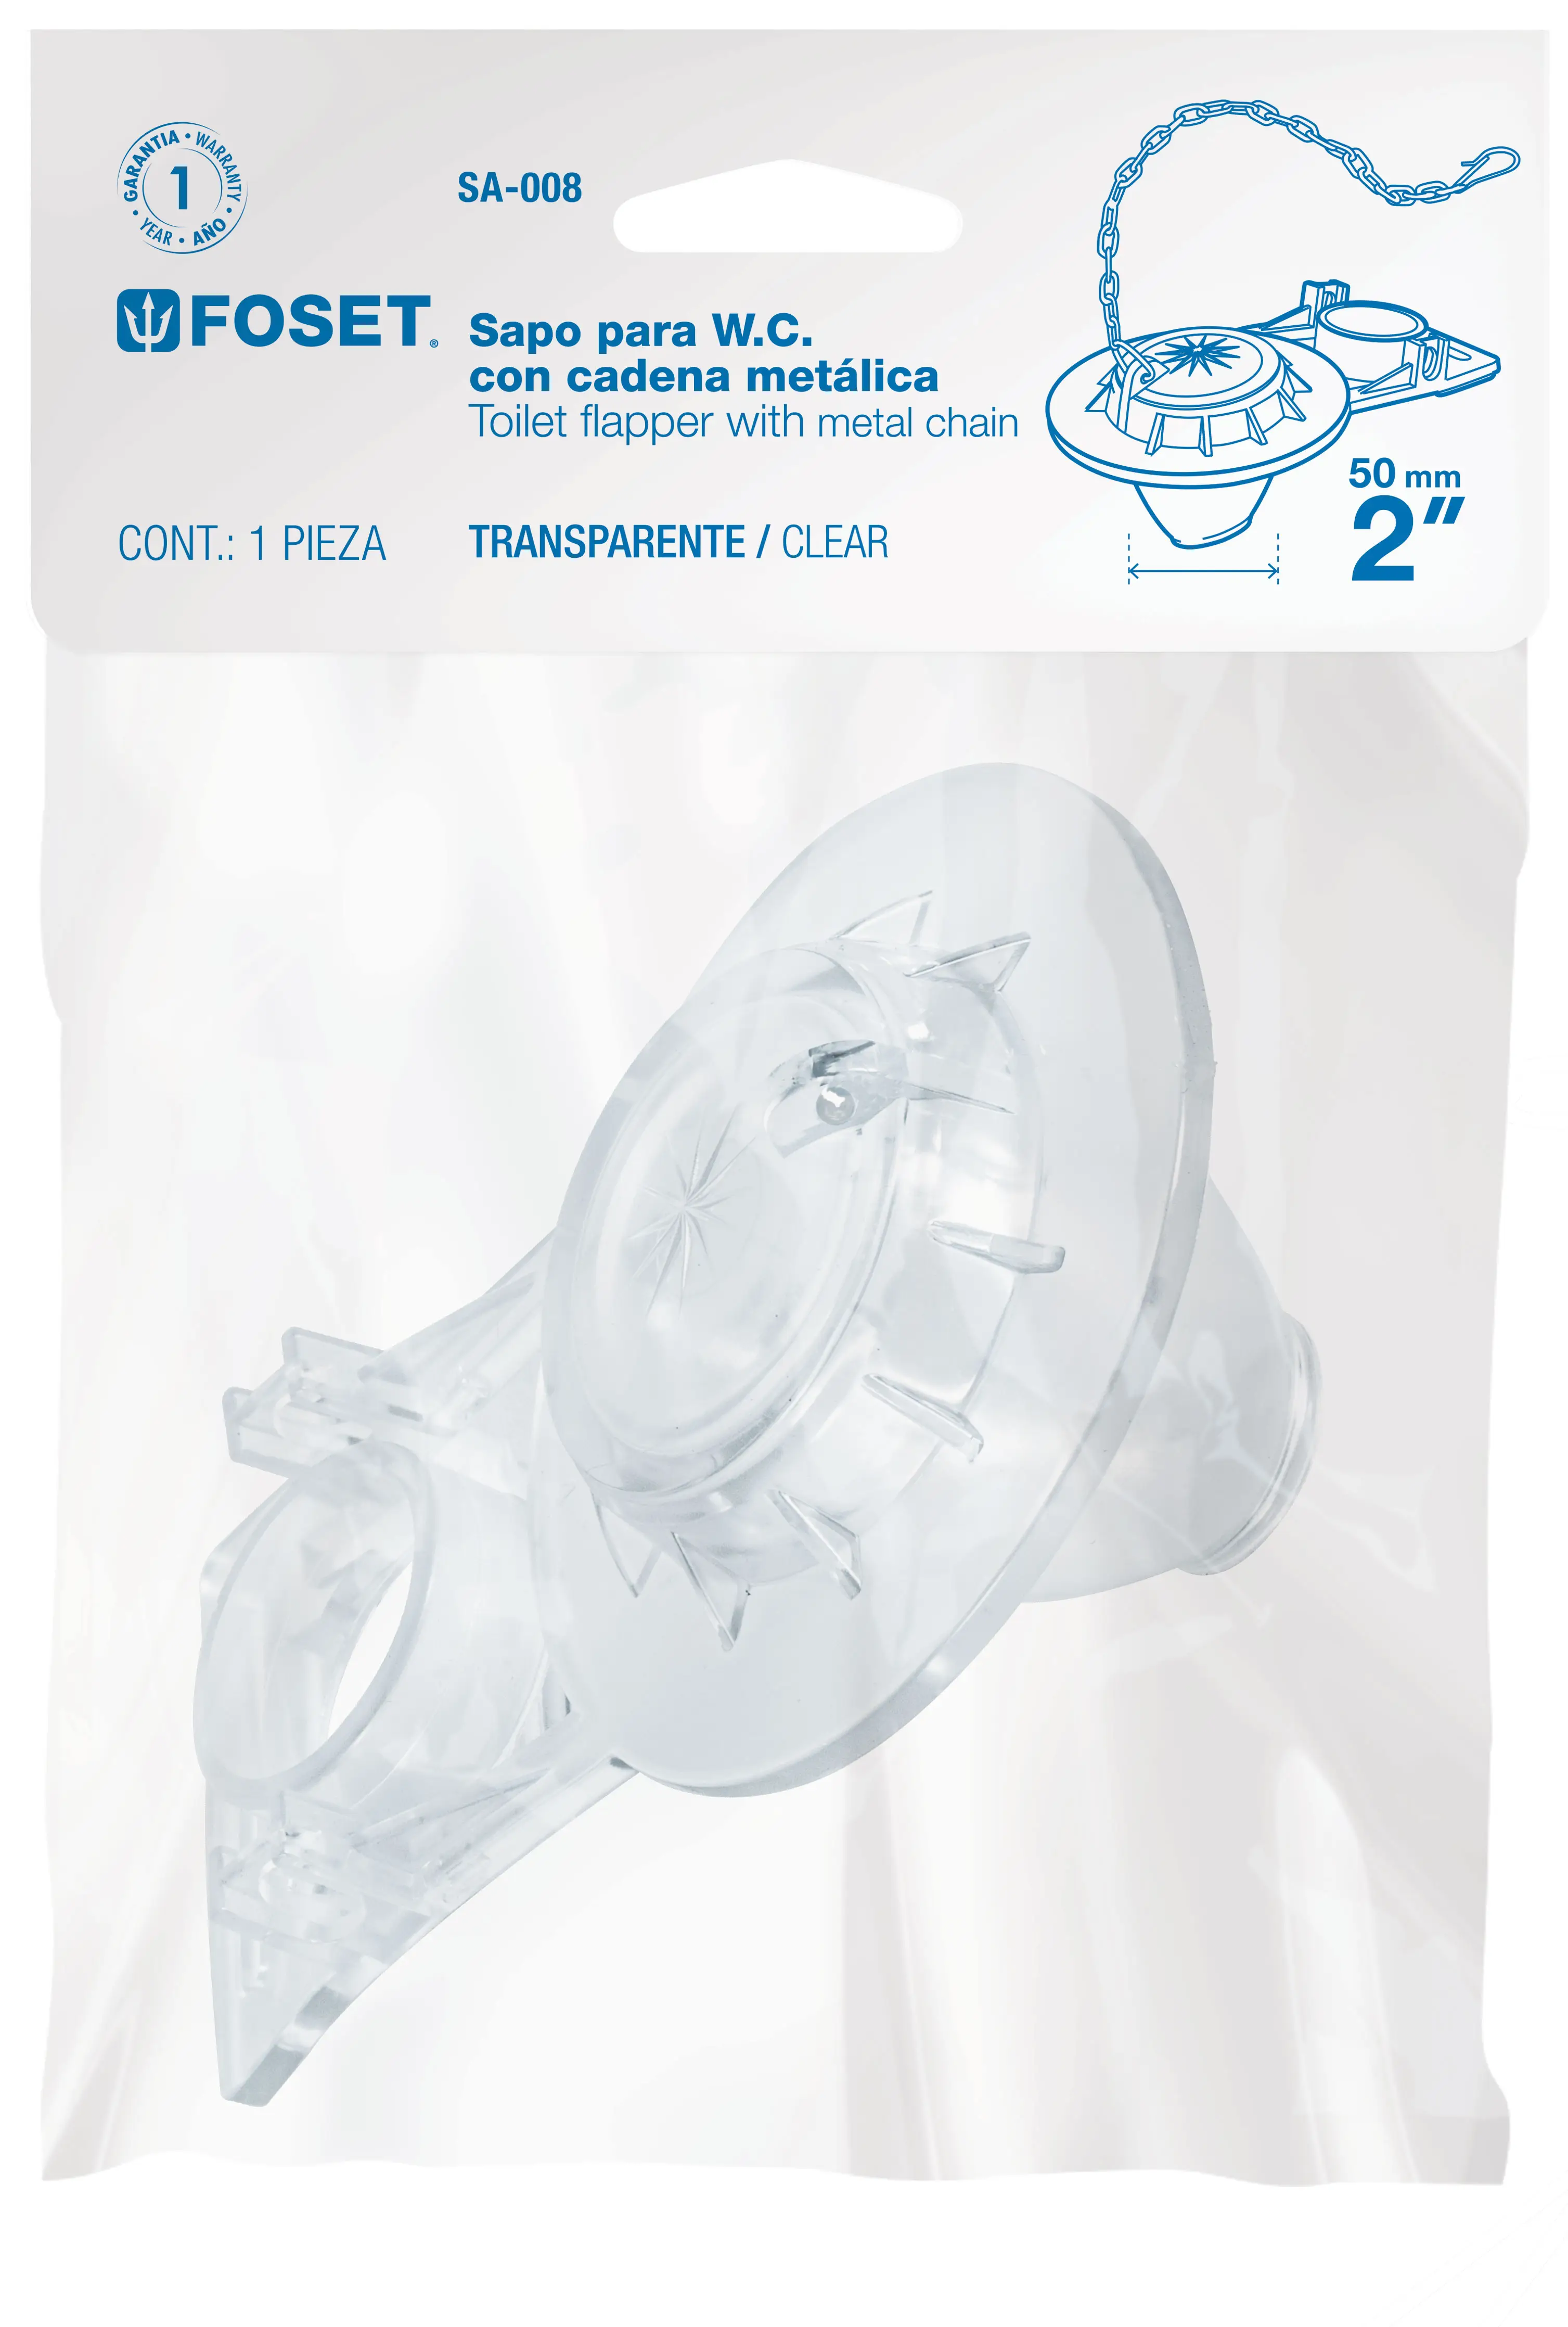 GARANTIA • WARRANTY • AÑO • YEAR •
1
SA-008
FOSET®
Sapo para W.C.
con cadena metálica
Toilet flapper with metal chain
50 mm
2"
CONT.: 1 PIEZA
TRANSPARENTE / CLEAR